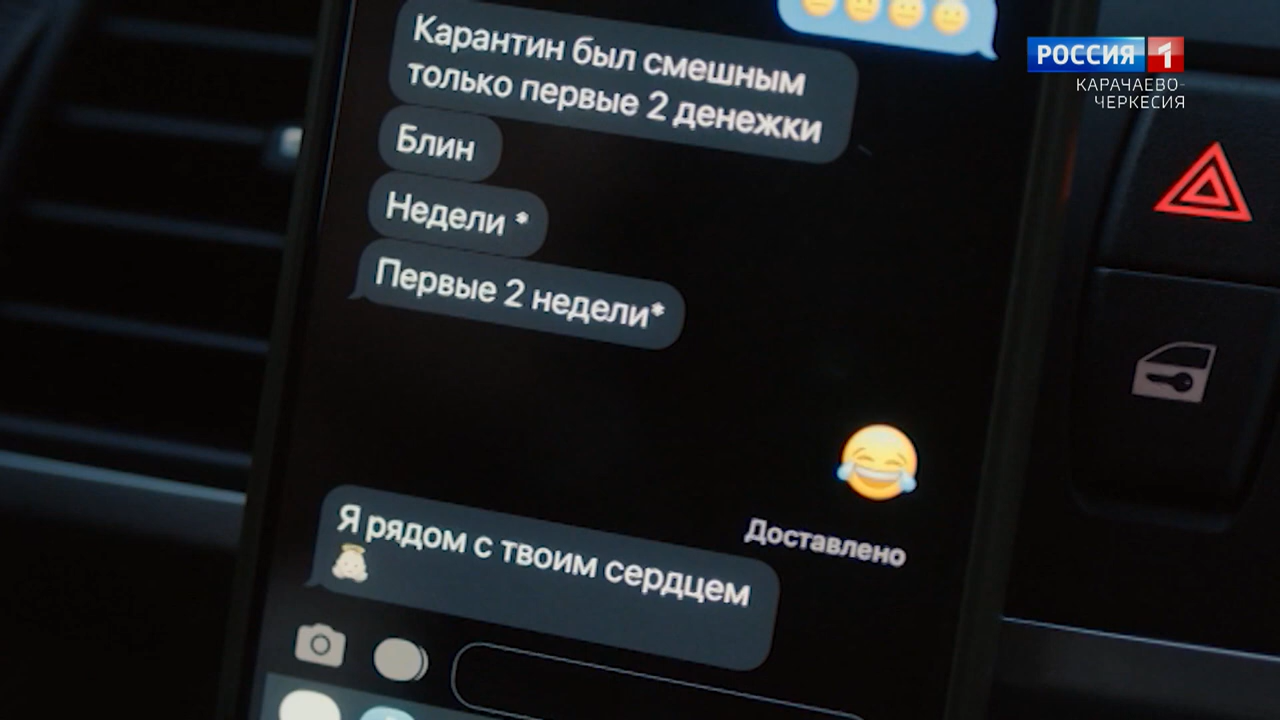 Карантин был смешным
только первые 2 денежки
РОССИЯ 1
КАРАЧАЕВО-
ЧЕРКЕСИЯ
Блин
Недели *
Первые 2 недели*
Доставлено
Я рядом с твоим сердцем